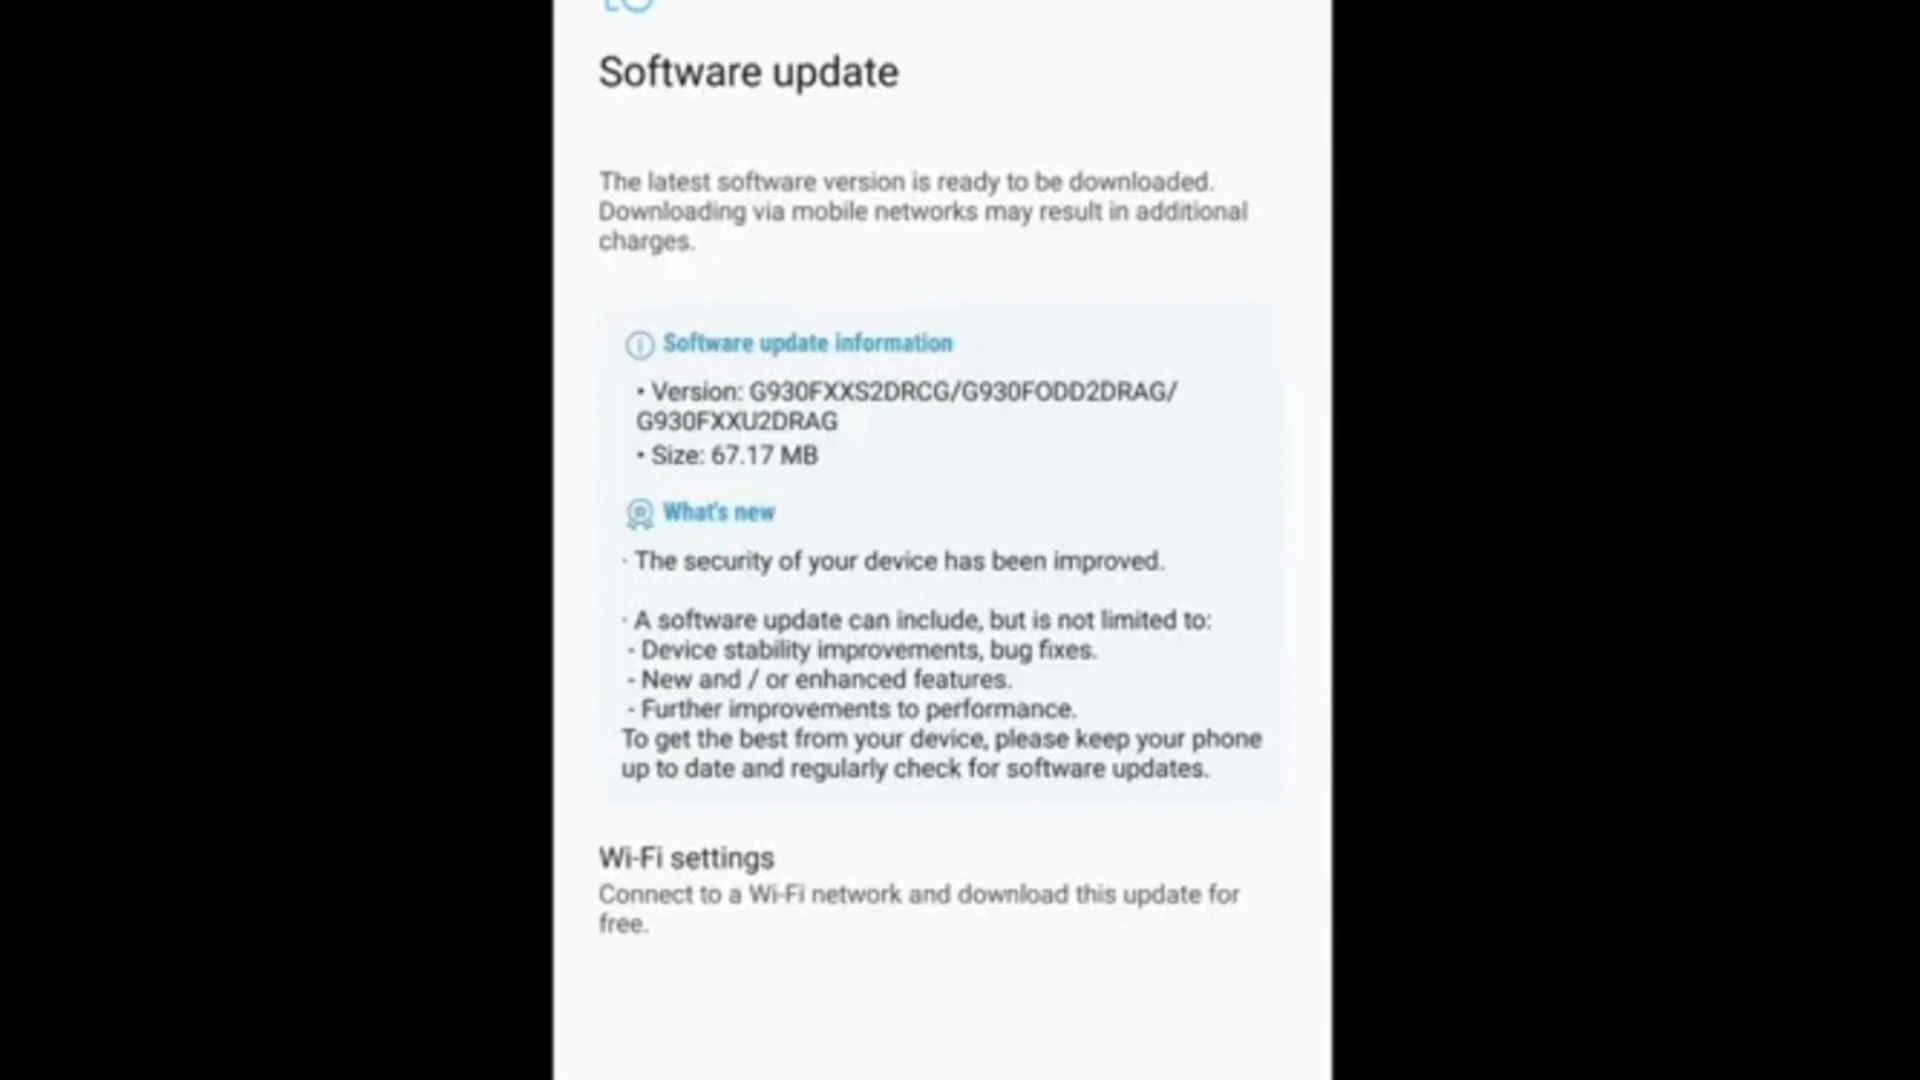 Software update
The latest software version is ready to be downloaded.
Downloading via mobile networks may result in additional
charges.
Software update information
• Version: G930FXXS2DRCG/G930FODD2DRAG/
G930FXXU2DRAG
• Size: 67.17 MB
What's new
· The security of your device has been improved.
· A software update can include, but is not limited to:
- Device stability improvements, bug fixes.
- New and / or enhanced features.
- Further improvements to performance.
To get the best from your device, please keep your phone
up to date and regularly check for software updates.
Wi-Fi settings
Connect to a Wi-Fi network and download this update for
free.